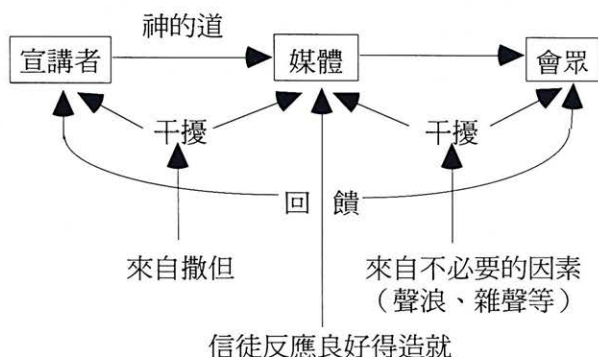 神的道
宣講者 媒體 會眾
干擾 干擾
回饋
來自撒但 來自不必要的因素
（聲浪、雜聲等）
信徒反應良好得造就